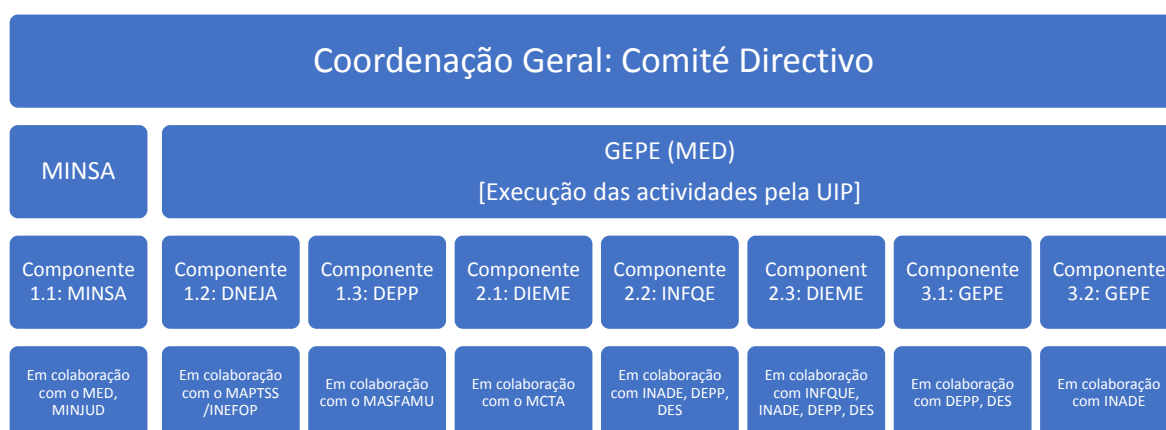 Coordenação Geral: Comité Directivo
MINSA
GEPE (MED)
[Execução das actividades pela UIP]
Componente
1.1: MINSA
Componente
1.2: DNEJA
Componente
1.3: DEPP
Componente
2.1: DIEME
Componente
2.2: INFQE
Component
2.3: DIEME
Componente
3.1: GEPE
Componente
3.2: GEPE
Em colaboração
com o MED,
MINJUD
Em colaboração
com o MAPTSS
/INEFOP
Em colaboração
com o MASFAMU
Em colaboração
com o MCTA
Em colaboração
com INADE, DEPP,
DES
Em colaboração
com INFQUE,
INADE, DEPP, DES
Em colaboração
com DEPP, DES
Em colaboração
com INADE